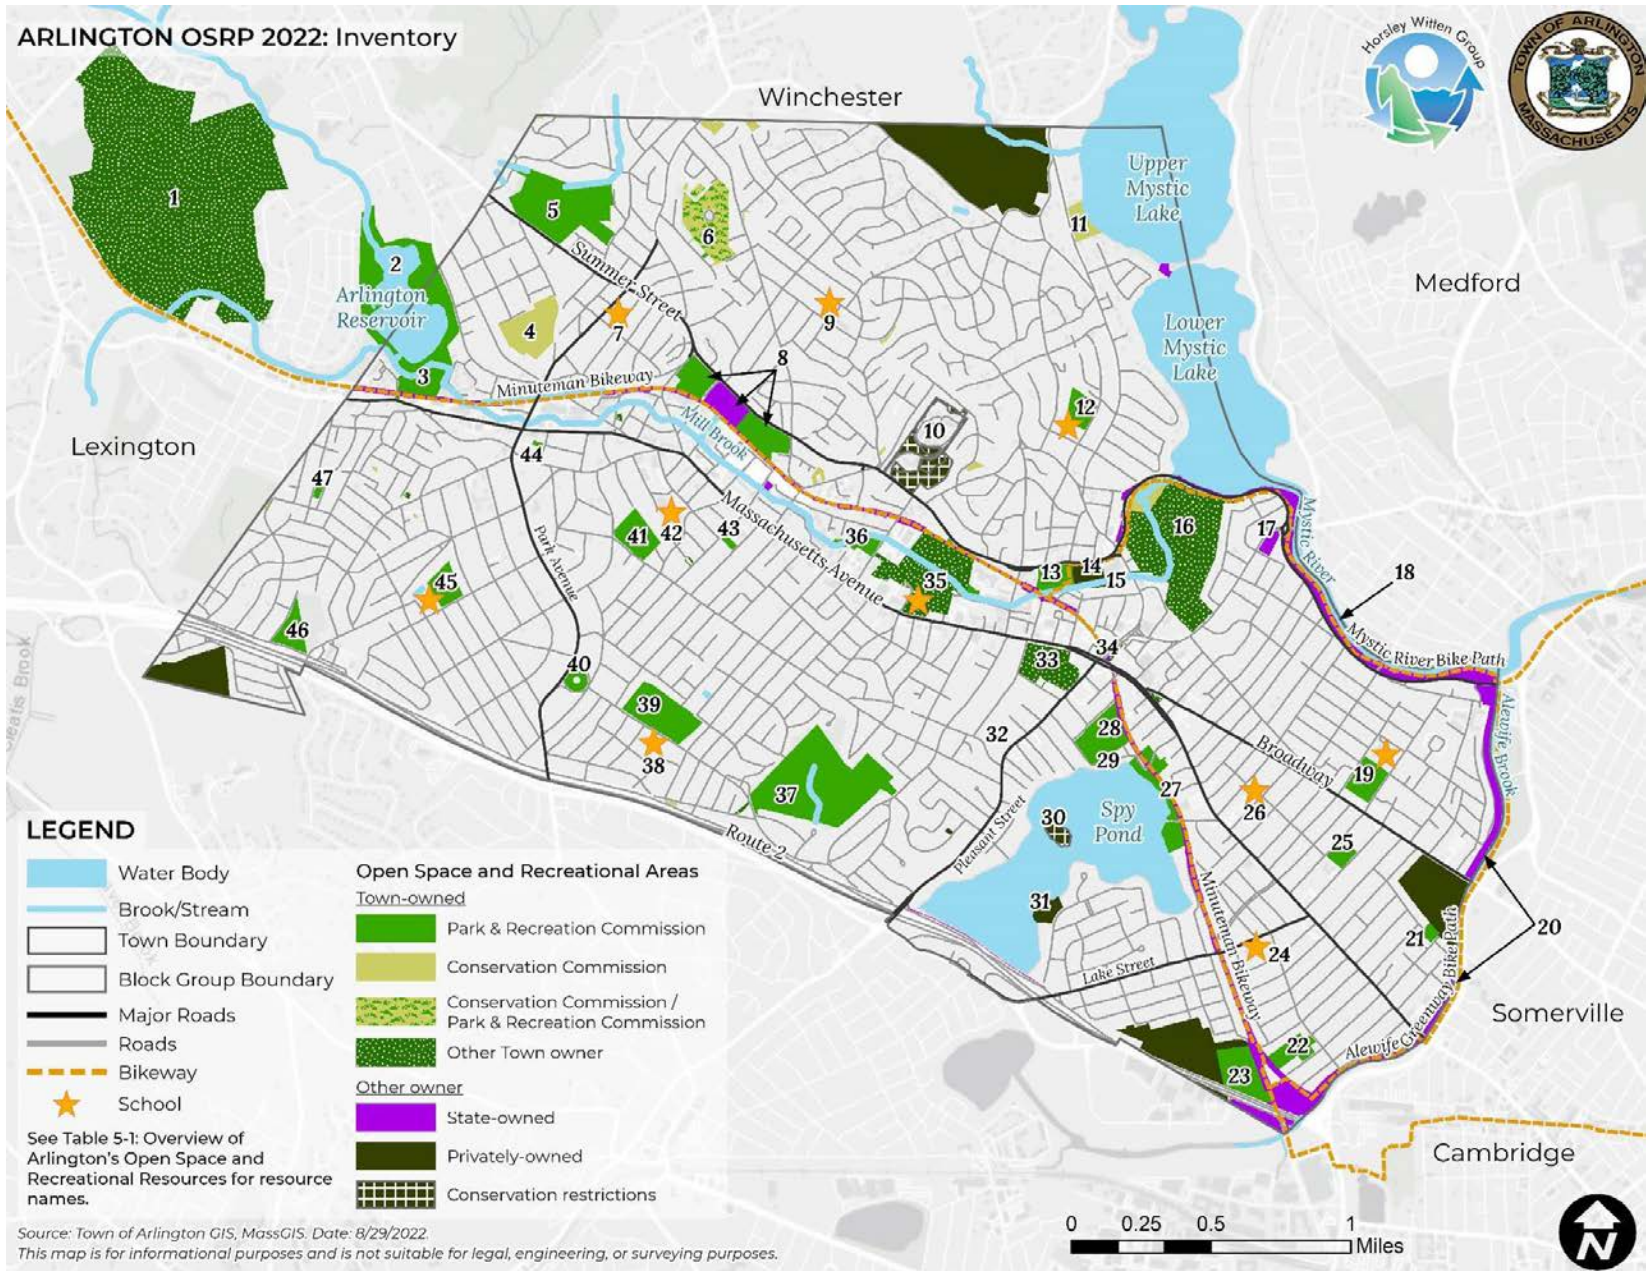 ARLINGTON OSRP 2022: Inventory
Horsley Witten Group
TOWN OF ARLINGTON
MASSACHUSETTS
Winchester
Upper
Mystic
Lake
1
5
6
11
Medford
2
Summer Street
Arlington
Reservoir
4
7
9
Lower
Mystic
Lake
3
Minuteman Bikeway
8
12
Lexington
Mill Brook
10
44
47
Massachusetts Avenue
Park Avenue
41
42
43
36
16
17
Mystic River
13
14
15
18
45
35
46
Mystic River Bike Path
40
33
34
39
32
28
Broadway
Alewife Brook
38
29
19
37
27
26
Spy
Pond
30
25
Route 2
Pleasant Street
31
21
20
Minuteman Bikeway
24
Lake Street
Alewife Greenway Bike Path
Somerville
22
23
Cambridge
LEGEND
Water Body
Brook/Stream
Town Boundary
Block Group Boundary
Major Roads
Roads
Bikeway
School
See Table 5-1: Overview of
Arlington's Open Space and
Recreational Resources for resource
names.
Open Space and Recreational Areas
Town-owned
Park & Recreation Commission
Conservation Commission
Conservation Commission /
Park & Recreation Commission
Other Town owner
Other owner
State-owned
Privately-owned
Conservation restrictions
Source: Town of Arlington GIS, MassGIS. Date: 8/29/2022.
This map is for informational purposes and is not suitable for legal, engineering, or surveying purposes.
0 0.25 0.5 1
Miles
N